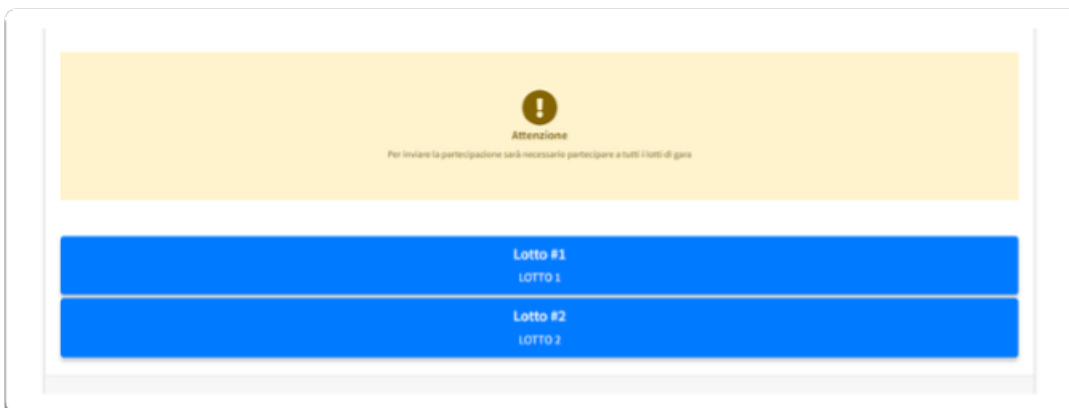 Attenzione
Per inviare la partecipazione sarà necessario partecipare a tutti i lotti di gara
Lotto #1
LOTTO 1
Lotto #2
LOTTO 2